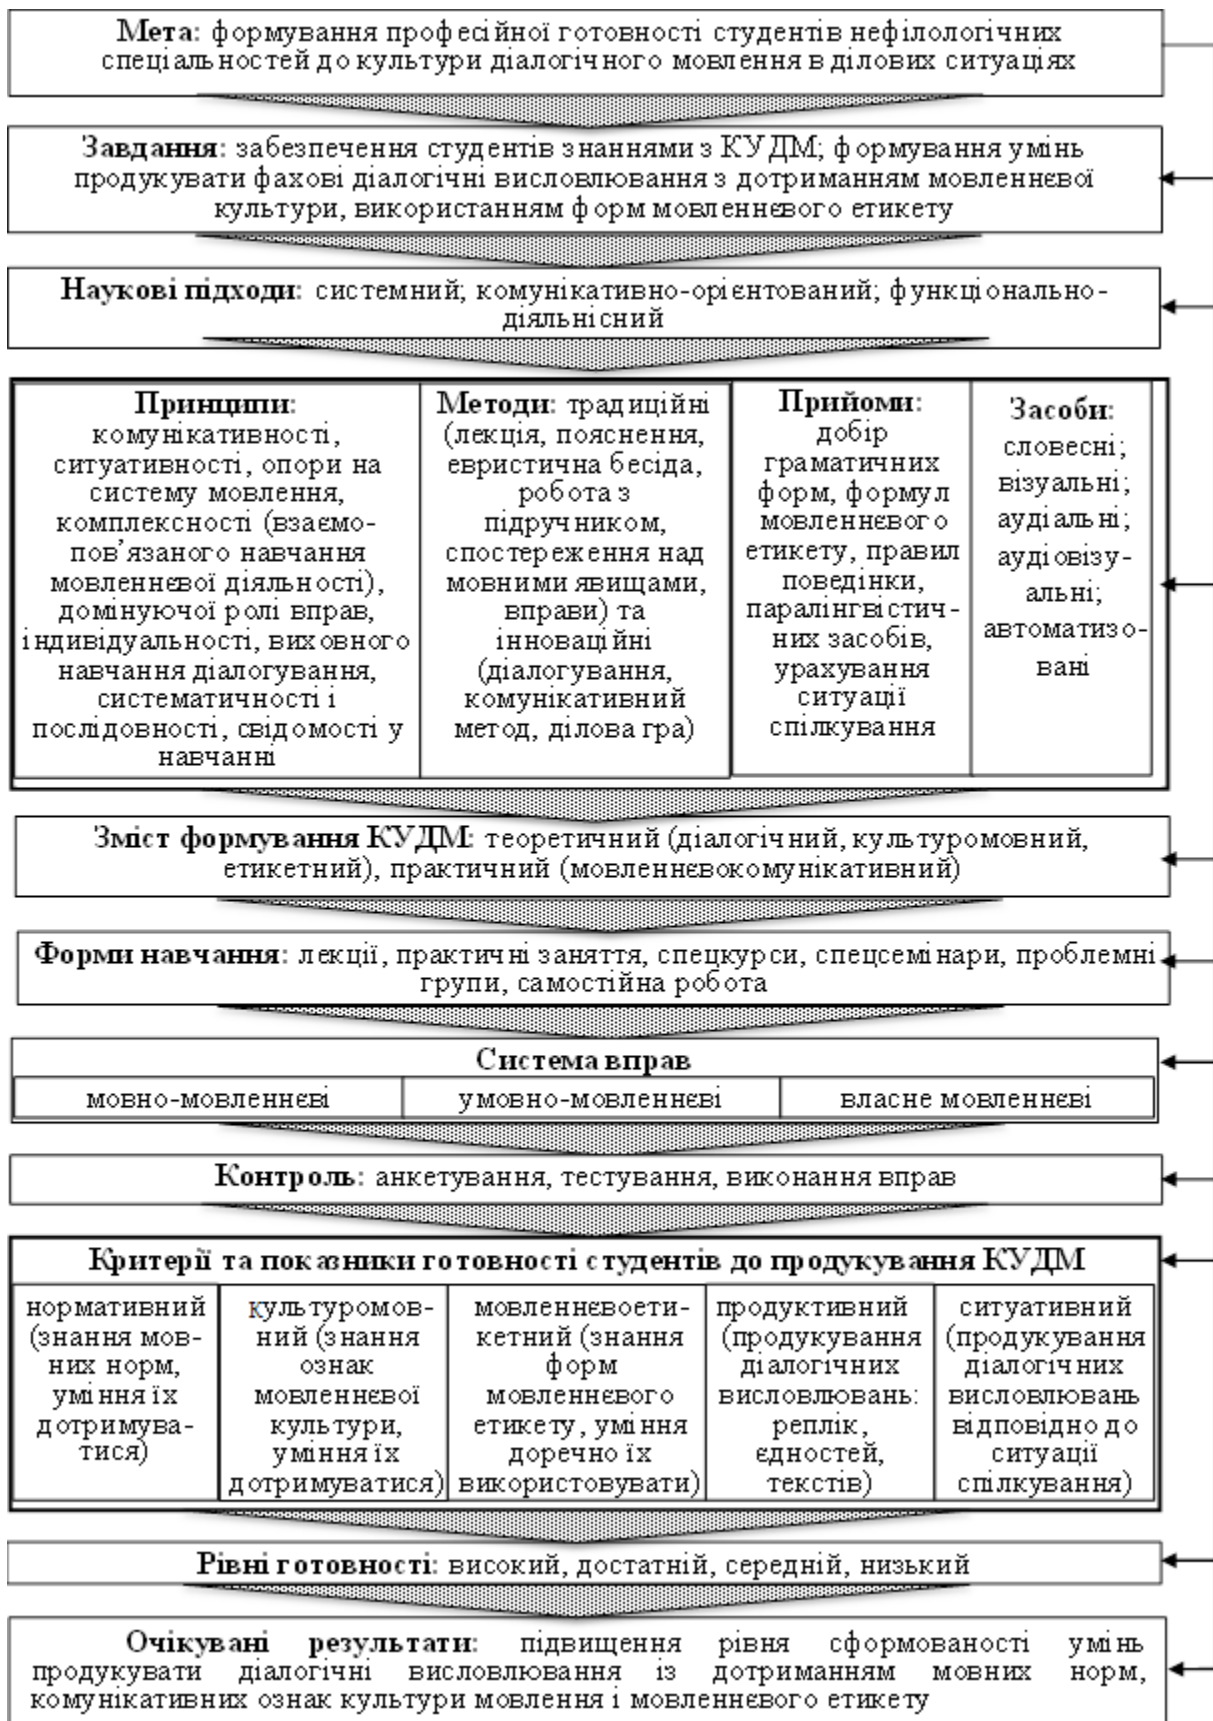 Мета: формування професійної готовності студентів нефілологічних
спеціальностей до культури діалогічного мовлення в ділових ситуаціях
Завдання: забезпечення студентів знаннями з КУДМ; формування умінь
продукувати фахові діалогічні висловлювання з дотриманням мовленнєвої
культури, використанням форм мовленнєвого етикету
Наукові підходи: системний; комунікативно-орієнтований; функціонально-
діяльнісний
Принципи:
комунікативності,
ситуативності, опори на
систему мовлення,
комплексності (взаємо-
пов’язаного навчання
мовленнєвої діяльності),
домінуючої ролі вправ,
індивідуальності, виховного
навчання діалогування,
систематичності і
послідовності, свідомості у
навчанні
Методи: традиційні
(лекція, пояснення,
евристична бесіда,
робота з
підручником,
спостереження над
мовними явищами,
вправи) та
інноваційні
(діалогування,
комунікативний
метод, ділова гра)
Прийоми:
добір
граматичних
форм, формул
мовленнєвого
етикету, правил
поведінки,
паралінгвістич-
них засобів,
урахування
ситуації
спілкування
Засоби:
словесні;
візуальні;
аудіальні;
аудіовізу-
альні;
автоматизо-
вані
Зміст формування КУДМ: теоретичний (діалогічний, культуромовний,
етикетний), практичний (мовленнєвокомунікативний)
Форми навчання: лекції, практичні заняття, спецкурси, спецсемінари, проблемні
групи, самостійна робота
Система вправ
мовно-мовленнєві умовно-мовленнєві власне мовленнєві
Контроль: анкетування, тестування, виконання вправ
Критерії та показники готовності студентів до продукування КУДМ
нормативний
(знання мов-
них норм,
уміння їх
дотримува-
тися)
культуромов-
ний (знання
ознак
мовленнєвої
культури,
уміння їх
дотримуватися)
мовленнєвоети-
кетний (знання
форм
мовленнєвого
етикету, уміння
доречно їх
використовувати)
продуктивний
(продукування
діалогічних
висловлювань:
реплік,
єдностей,
текстів)
ситуативний
(продукування
діалогічних
висловлювань
відповідно до
ситуації
спілкування)
Рівні готовності: високий, достатній, середній, низький
Очікувані результати: підвищення рівня сформованості умінь
продукувати діалогічні висловлювання із дотриманням мовних норм,
комунікативних ознак культури мовлення і мовленнєвого етикету